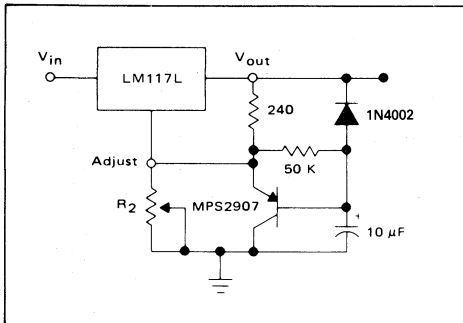 Vin
LM117L
Vout
240
1N4002
Adjust
50 K
R2
MPS2907
+
10 μF